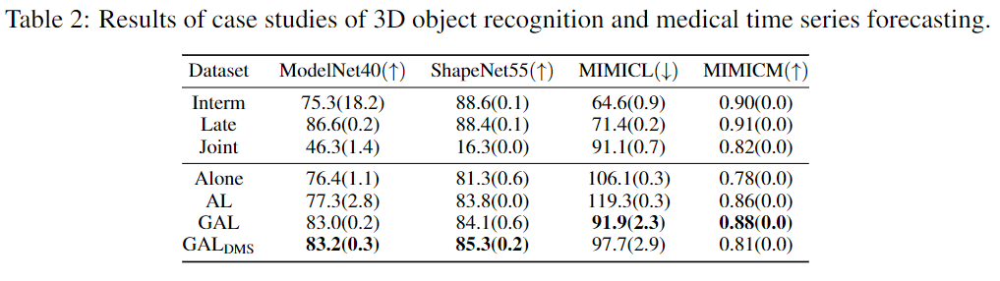 Table 2: Results of case studies of 3D object recognition and medical time series forecasting.
Dataset ModelNet40(↑) ShapeNet55(↑) MIMICL(↓) MIMICM(↑)
Interm 75.3(18.2) 88.6(0.1) 64.6(0.9) 0.90(0.0)
Late 86.6(0.2) 88.4(0.1) 71.4(0.2) 0.91(0.0)
Joint 46.3(1.4) 16.3(0.0) 91.1(0.7) 0.82(0.0)
Alone 76.4(1.1) 81.3(0.6) 106.1(0.3) 0.78(0.0)
AL 77.3(2.8) 83.8(0.0) 119.3(0.3) 0.86(0.0)
GAL 83.0(0.2) 84.1(0.6) 91.9(2.3) 0.88(0.0)
GALDMS 83.2(0.3) 85.3(0.2) 97.7(2.9) 0.81(0.0)